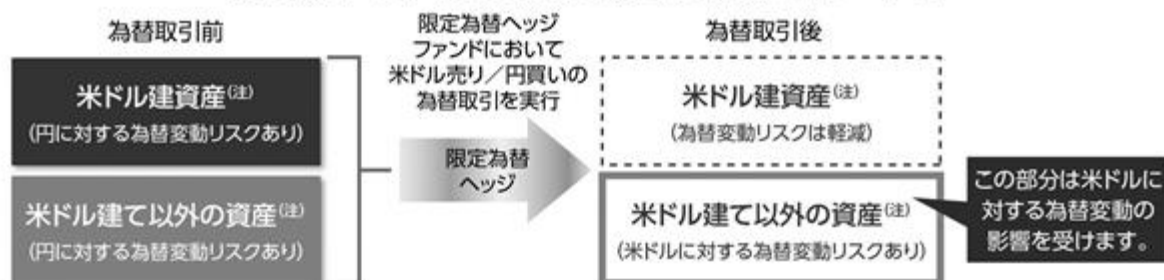 為替取引前
限定為替ヘッジ
ファンドにおいて
米ドル売り／円買いの
為替取引を実行
為替取引後
米ドル建資産(注)
(円に対する為替変動リスクあり)
米ドル建て以外の資産(注)
(円に対する為替変動リスクあり)
限定為替
ヘッジ
米ドル建資産(注)
(為替変動リスクは軽減)
米ドル建て以外の資産(注)
(米ドルに対する為替変動リスクあり)
この部分は米ドルに
対する為替変動の
影響を受けます。